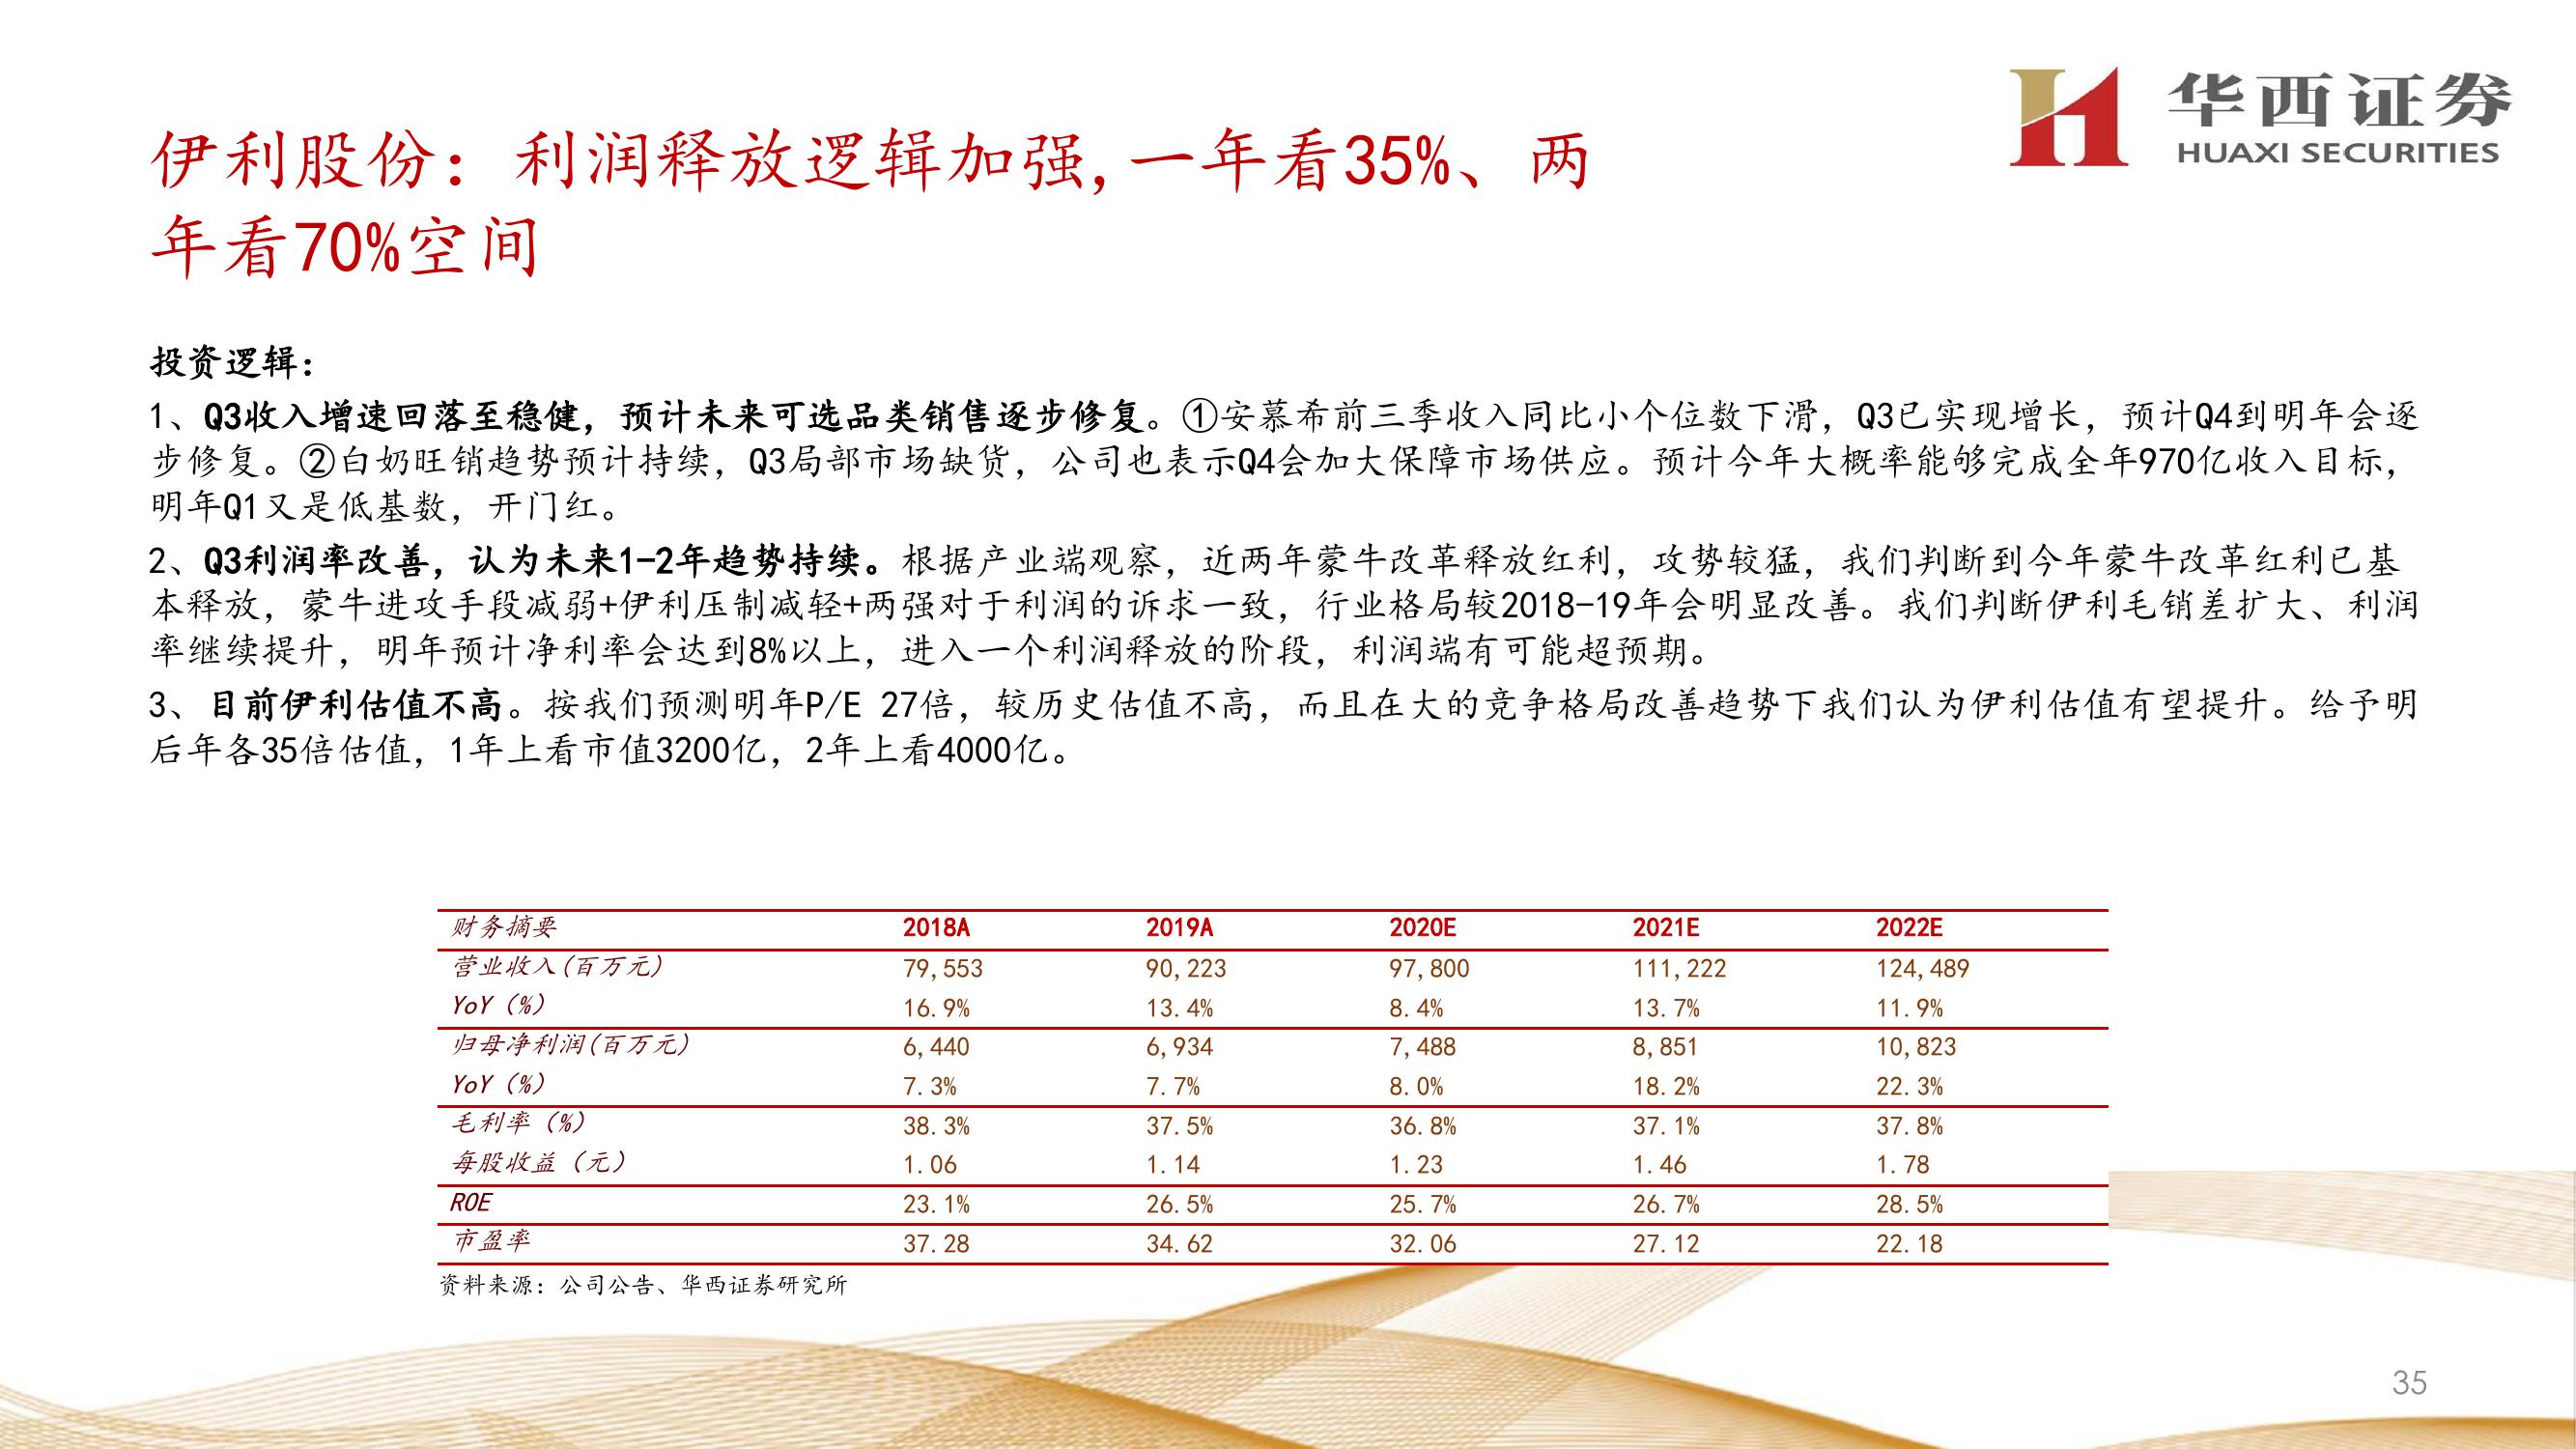 华西证券
HUAXI SECURITIES
伊利股份：利润释放逻辑加强,一年看35%、两
年看70%空间
投资逻辑：
1、Q3收入增速回落至稳健，预计未来可选品类销售逐步修复。①安慕希前三季收入同比小个位数下滑，Q3已实现增长，预计Q4到明年会逐
步修复。②白奶旺销趋势预计持续，Q3局部市场缺货，公司也表示Q4会加大保障市场供应。预计今年大概率能够完成全年970亿收入目标，
明年Q1又是低基数，开门红。
2、Q3利润率改善，认为未来1-2年趋势持续。根据产业端观察，近两年蒙牛改革释放红利，攻势较猛，我们判断到今年蒙牛改革红利已基
本释放，蒙牛进攻手段减弱+伊利压制减轻+两强对于利润的诉求一致，行业格局较2018-19年会明显改善。我们判断伊利毛销差扩大、利润
率继续提升，明年预计净利率会达到8%以上，进入一个利润释放的阶段，利润端有可能超预期。
3、目前伊利估值不高。按我们预测明年P/E 27倍，较历史估值不高，而且在大的竞争格局改善趋势下我们认为伊利估值有望提升。给予明
后年各35倍估值，1年上看市值3200亿，2年上看4000亿。
财务摘要 2018A 2019A 2020E 2021E 2022E
营业收入(百万元) 79,553 90,223 97,800 111,222 124,489
YoY（%） 16.9% 13.4% 8.4% 13.7% 11.9%
归母净利润(百万元) 6,440 6,934 7,488 8,851 10,823
YoY（%） 7.3% 7.7% 8.0% 18.2% 22.3%
毛利率（%） 38.3% 37.5% 36.8% 37.1% 37.8%
每股收益（元） 1.06 1.14 1.23 1.46 1.78
ROE 23.1% 26.5% 25.7% 26.7% 28.5%
市盈率 37.28 34.62 32.06 27.12 22.18
资料来源：公司公告、华西证券研究所
35